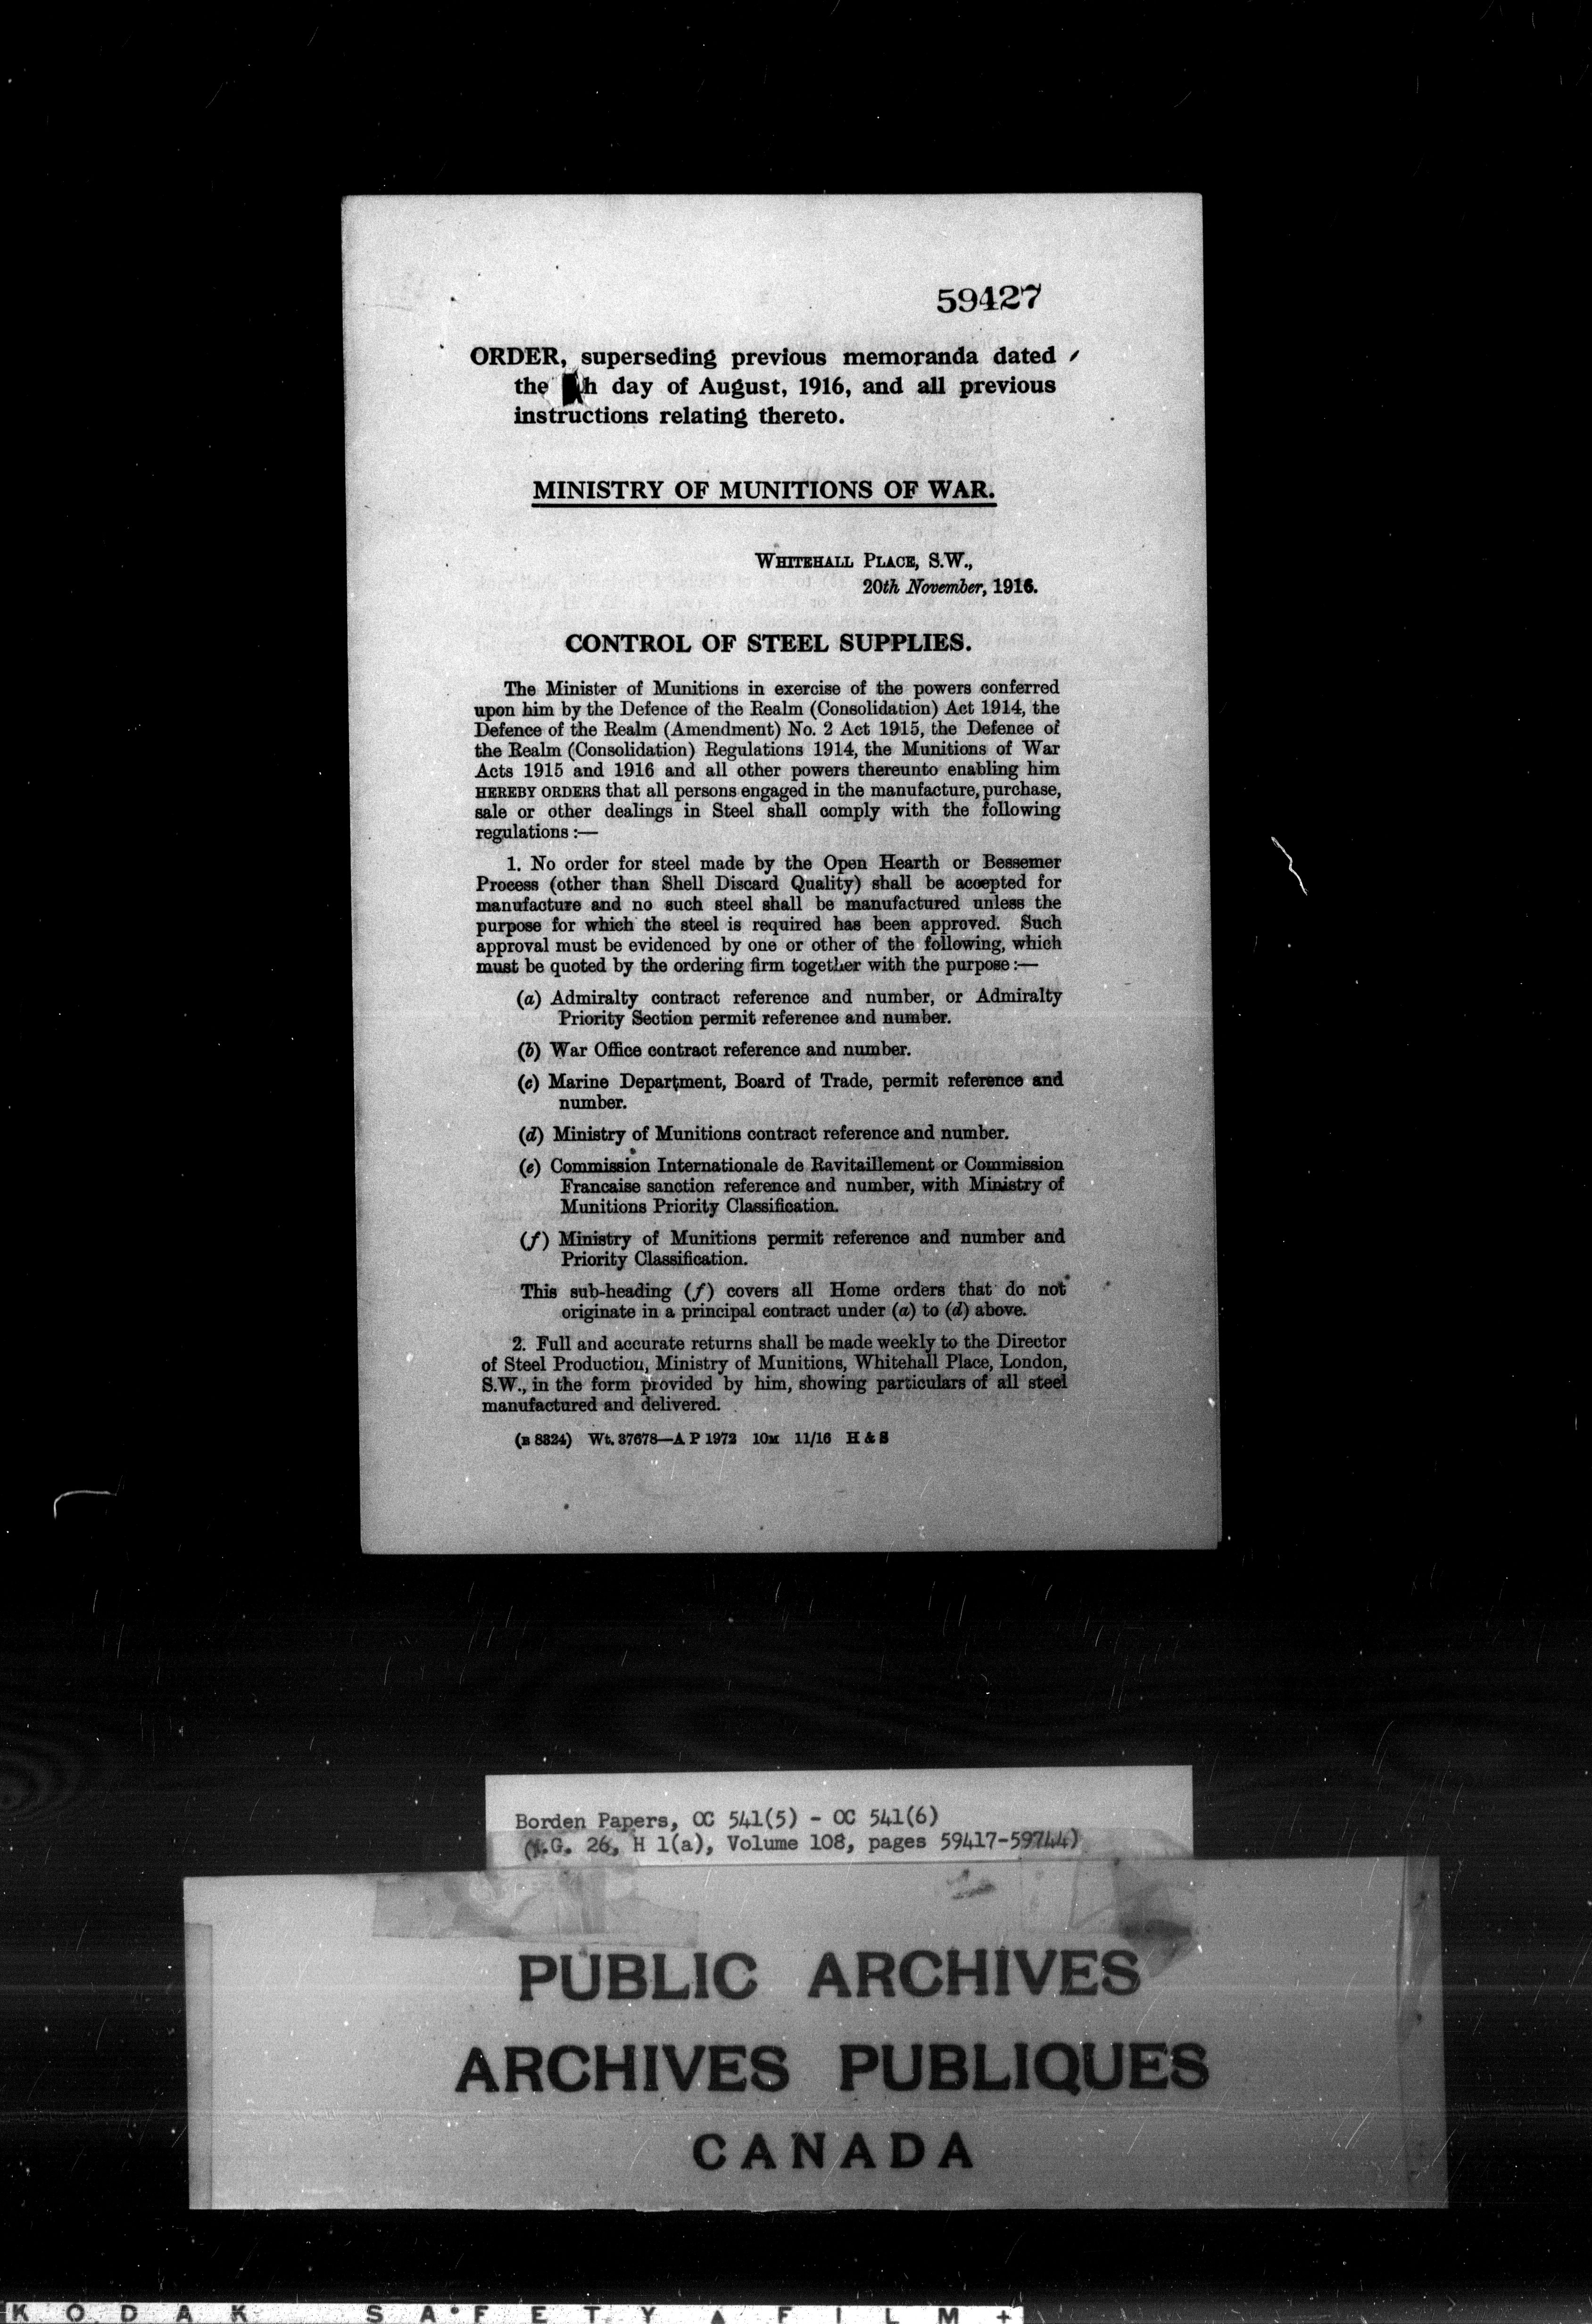 59427
ORDER, superseding previous memoranda dated
the day of August, 1916, and all previous
instructions relating thereto.
MINISTRY OF MUNITIONS OF WAR.
WHITEHALL PLACE, S.W.,
20th November, 1916.
CONTROL OF STEEL SUPPLIES.
The Minister of Munitions in exercise of the powers conferred
upon him by the Defence of the Realm (Consolidation) Act 1914, the
Defence of the Realm (Amendment) No. 2 Act 1915, the Defence of
the Realm (Consolidation) Regulations 1914, the Munitions of War
Acts 1915 and 1916 and all other powers thereunto enabling him
HEREBY ORDERS that all persons engaged in the manufacture, purchase,
sale or other dealings in Steel shall comply with the following
regulations :—
1. No order for steel made by the Open Hearth or Bessemer
Process (other than Shell Discard Quality) shall be accepted for
manufacture and no such steel shall be manufactured unless the
purpose for which the steel is required has been approved. Such
approval must be evidenced by one or other of the following, which
must be quoted by the ordering firm together with the purpose :—
(a) Admiralty contract reference and number, or Admiralty
Priority Section permit reference and number.
(b) War Office contract reference and number.
(c) Marine Department, Board of Trade, permit reference and
number.
(d) Ministry of Munitions contract reference and number.
(e) Commission Internationale de Ravitaillement or Commission
Francaise sanction reference and number, with Ministry of
Munitions Priority Classification.
(f) Ministry of Munitions permit reference and number and
Priority Classification.
This sub-heading (f) covers all Home orders that do not
originate in a principal contract under (a) to (d) above.
2. Full and accurate returns shall be made weekly to the Director
of Steel Production, Ministry of Munitions, Whitehall Place, London,
S.W., in the form provided by him, showing particulars of all steel
manufactured and delivered.
(B 8324) Wt. 37678—A P 1972 10M 11/16 H & S
Borden Papers, OC 541(5) - OC 541(6)
(M.G. 26, H 1(a), Volume 108, pages 59417-59744)
PUBLIC ARCHIVES
ARCHIVES PUBLIQUES
CANADA
KODAK SAFETY FILM